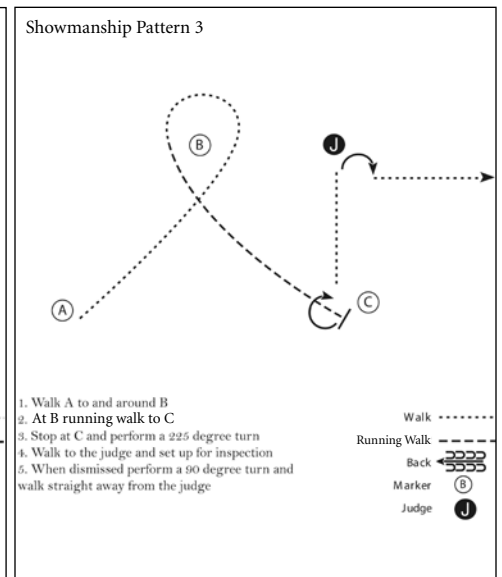 Showmanship Pattern 3
B
J
A
C
1. Walk A to and around B
2. At B running walk to C
3. Stop at C and perform a 225 degree turn
4. Walk to the judge and set up for inspection
5. When dismissed perform a 90 degree turn and
walk straight away from the judge
Walk
Running Walk
Back
Marker B
Judge J